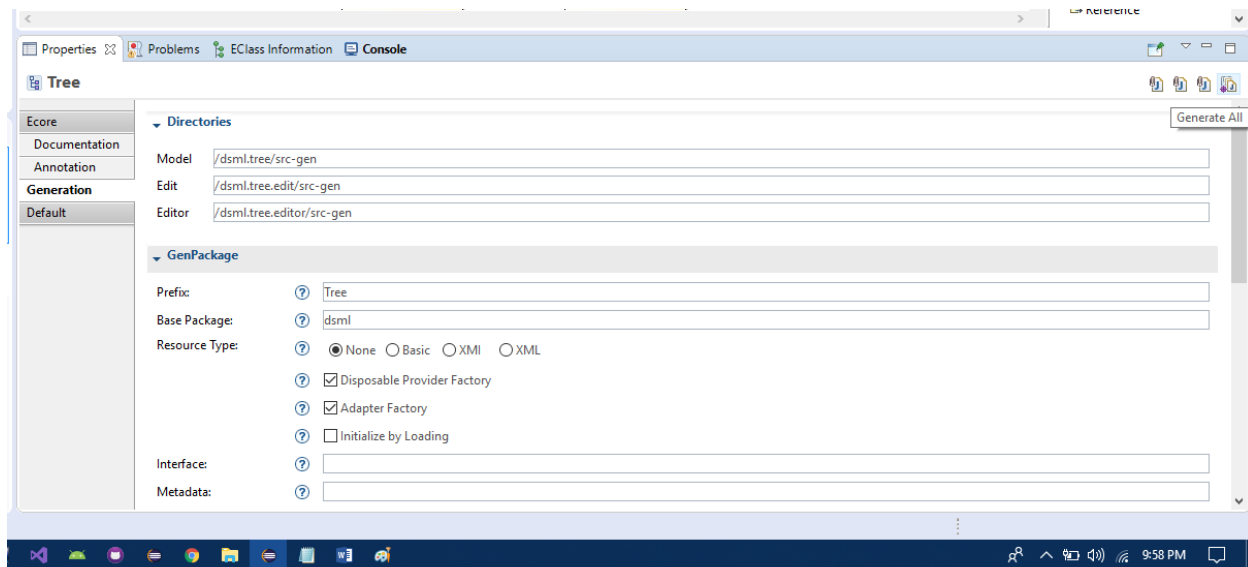 Reference
Properties Problems EClass Information Console
Tree
Generate All
Ecore
Documentation
Annotation
Generation
Default
Directories
Model /dsml.tree/src-gen
Edit /dsml.tree.edit/src-gen
Editor /dsml.tree.editor/src-gen
GenPackage
Prefix: Tree
Base Package: dsml
Resource Type: None Basic XMI XML
Disposable Provider Factory
Adapter Factory
Initialize by Loading
Interface:
Metadata:
9:58 PM